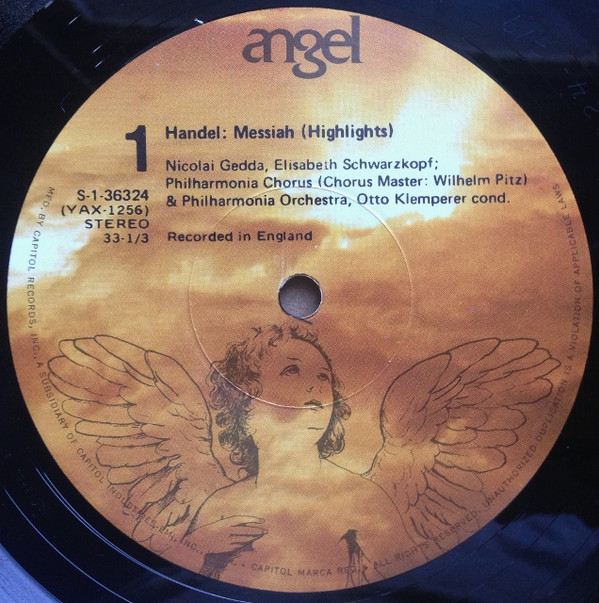 angel
1
Handel: Messiah (Highlights)
Nicolai Gedda, Elisabeth Schwarzkopf;
Philharmonia Chorus (Chorus Master: Wilhelm Pitz)
& Philharmonia Orchestra, Otto Klemperer cond.
S-1-36324
(YAX-1256)
STEREO
33-1/3
Recorded in England
MFD. BY CAPITOL RECORDS, INC., A SUBSIDIARY OF CAPITOL INDUSTRIES-EMI, INC., • CAPITOL MARCA REG. • ALL RIGHTS RESERVED. UNAUTHORIZED DUPLICATION IS A VIOLATION OF APPLICABLE LAWS